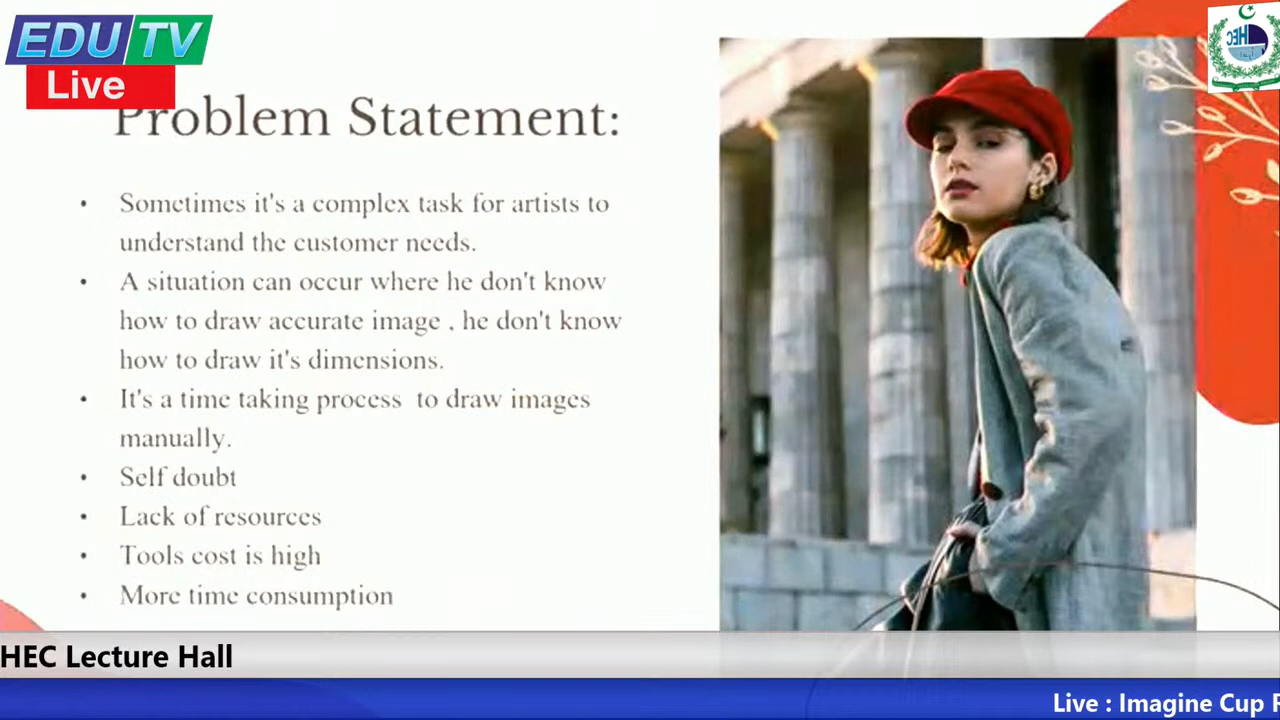 EDU TV
Live
Problem Statement:
• Sometimes it's a complex task for artists to
understand the customer needs.
• A situation can occur where he don't know
how to draw accurate image , he don't know
how to draw it's dimensions.
• It's a time taking process to draw images
manually.
• Self doubt
• Lack of resources
• Tools cost is high
• More time consumption
HEC Lecture Hall
Live : Imagine Cup